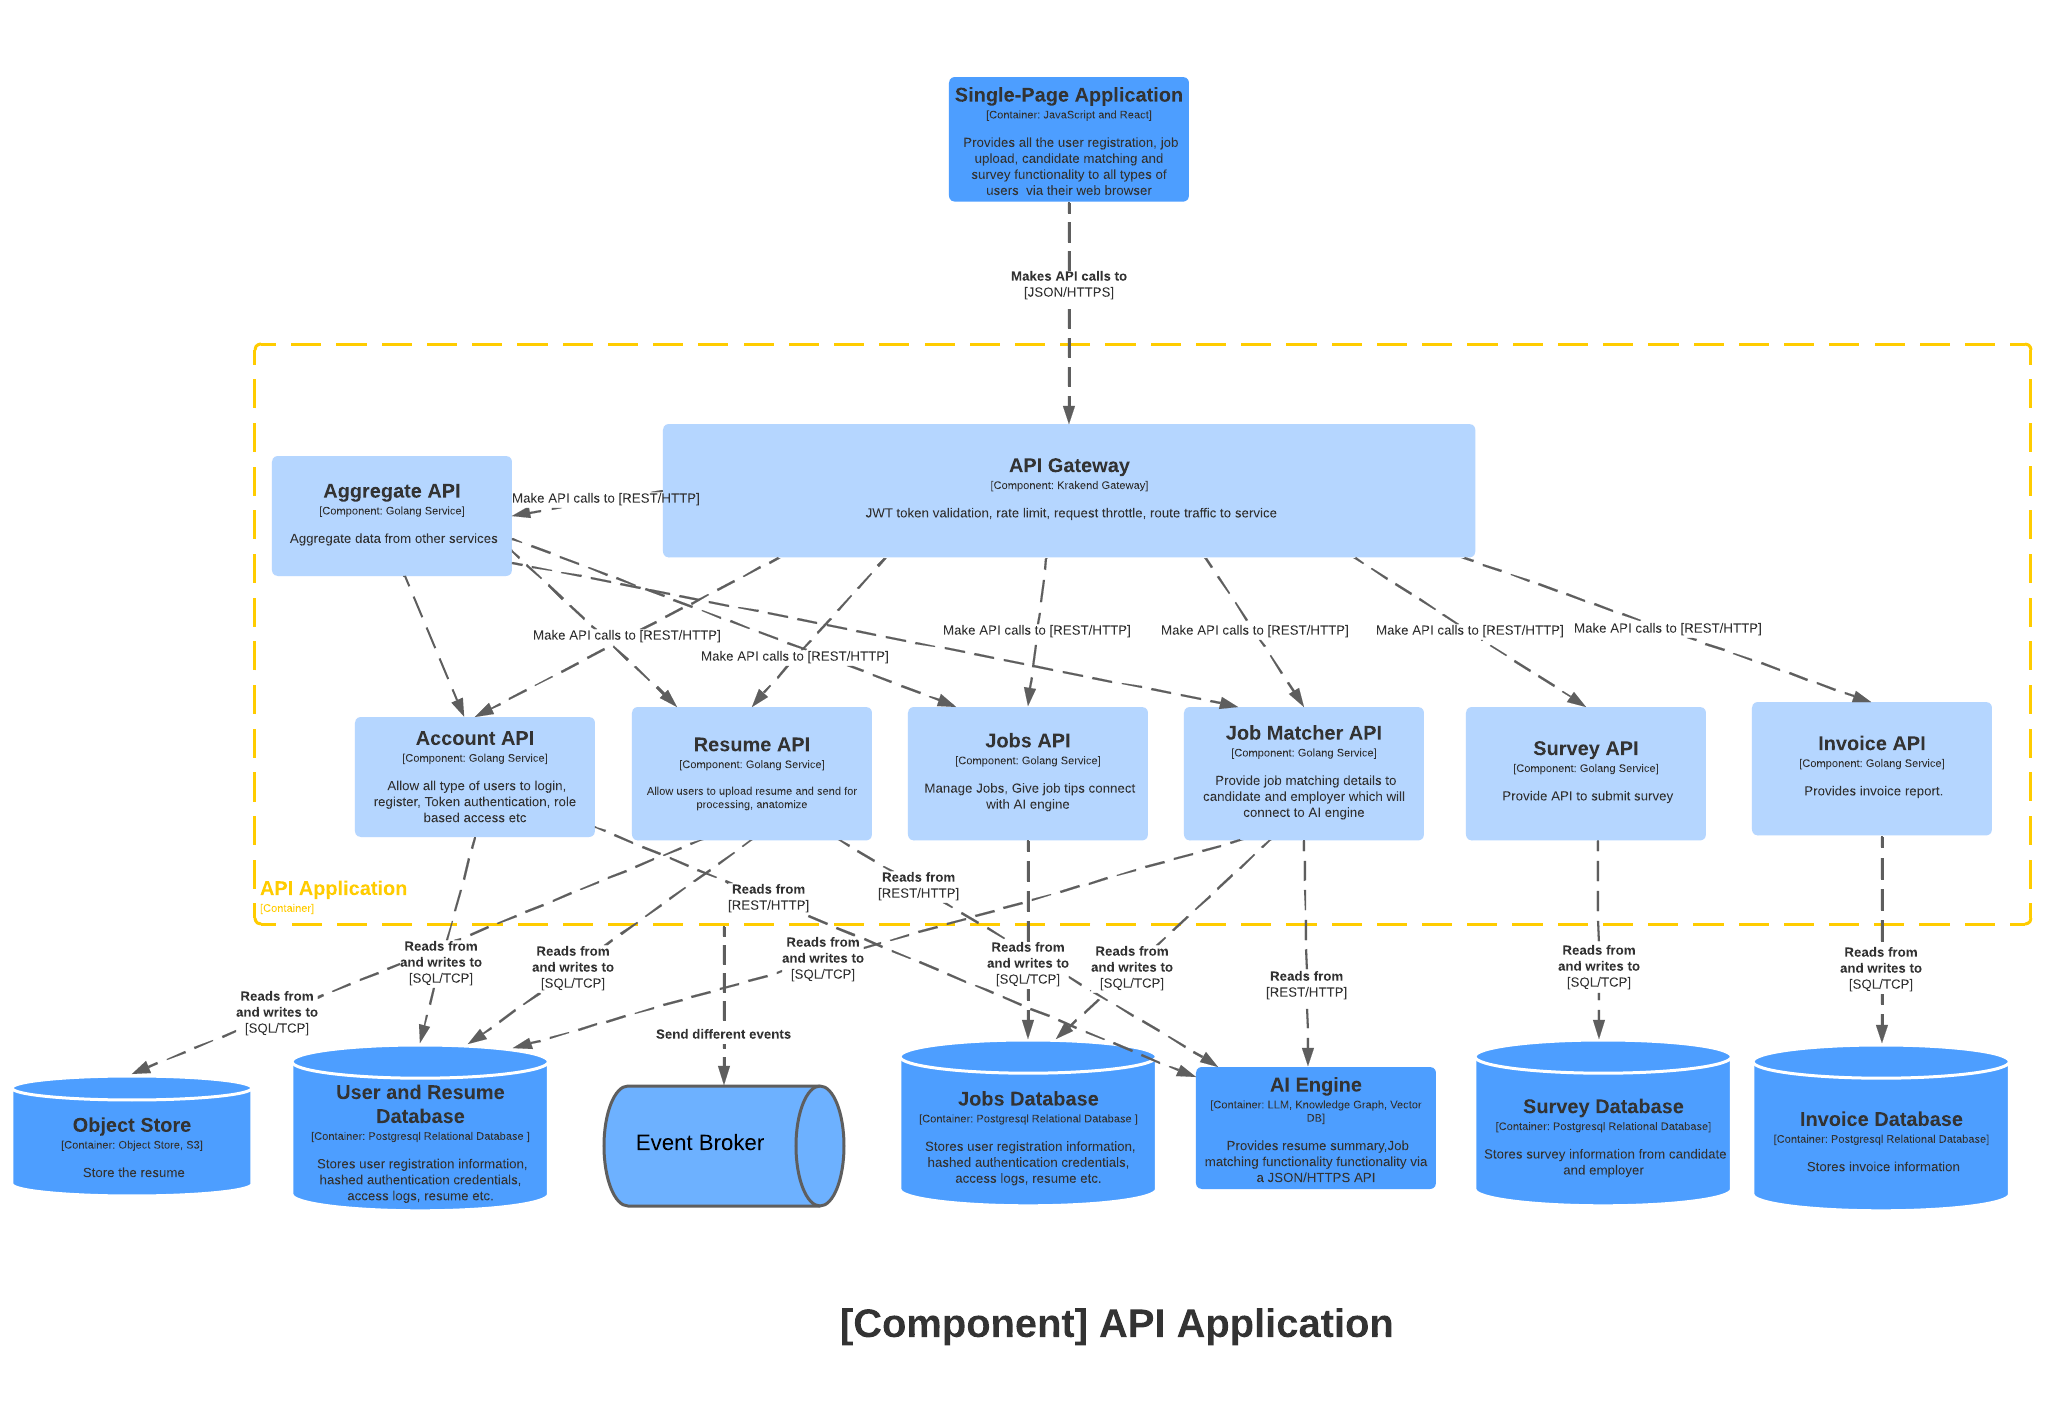 Single-Page Application
[Container: JavaScript and React]
Provides all the user registration, job
upload, candidate matching and
survey functionality to all types of
users  via their web browser
Makes API calls to
[JSON/HTTPS]
API Gateway
[Component: Krakend Gateway]
JWT token validation, rate limit, request throttle, route traffic to service
Aggregate API
[Component: Golang Service]
Aggregate data from other services
Make API calls to [REST/HTTP]
Make API calls to [REST/HTTP]
Make API calls to [REST/HTTP]
Make API calls to [REST/HTTP]
Make API calls to [REST/HTTP]
Make API calls to [REST/HTTP]
Make API calls to [REST/HTTP]
Account API
[Component: Golang Service]
Allow all type of users to login,
register, Token authentication, role
based access etc
Resume API
[Component: Golang Service]
Allow users to upload resume and send for
processing, anatomize
Jobs API
[Component: Golang Service]
Manage Jobs, Give job tips connect
with AI engine
Job Matcher API
[Component: Golang Service]
Provide job matching details to
candidate and employer which will
connect to AI engine
Survey API
[Component: Golang Service]
Provide API to submit survey
Invoice API
[Component: Golang Service]
Provides invoice report.
API Application
[Container]
Reads from
[REST/HTTP]
Reads from
[REST/HTTP]
Reads from
and writes to
[SQL/TCP]
Reads from
and writes to
[SQL/TCP]
Reads from
and writes to
[SQL/TCP]
Reads from
and writes to
[SQL/TCP]
Send different events
Reads from
and writes to
[SQL/TCP]
Reads from
and writes to
[SQL/TCP]
Reads from
[REST/HTTP]
Reads from
and writes to
[SQL/TCP]
Reads from
and writes to
[SQL/TCP]
Object Store
[Container: Object Store, S3]
Store the resume
User and Resume
Database
[Container: Postgresql Relational Database ]
Stores user registration information,
hashed authentication credentials,
access logs, resume etc.
Event Broker
Jobs Database
[Container: Postgresql Relational Database ]
Stores user registration information,
hashed authentication credentials,
access logs, resume etc.
AI Engine
[Container: LLM, Knowledge Graph, Vector
DB]
Provides resume summary,Job
matching functionality functionality via
a JSON/HTTPS API
Survey Database
[Container: Postgresql Relational Database]
Stores survey information from candidate
and employer
Invoice Database
[Container: Postgresql Relational Database]
Stores invoice information
[Component] API Application